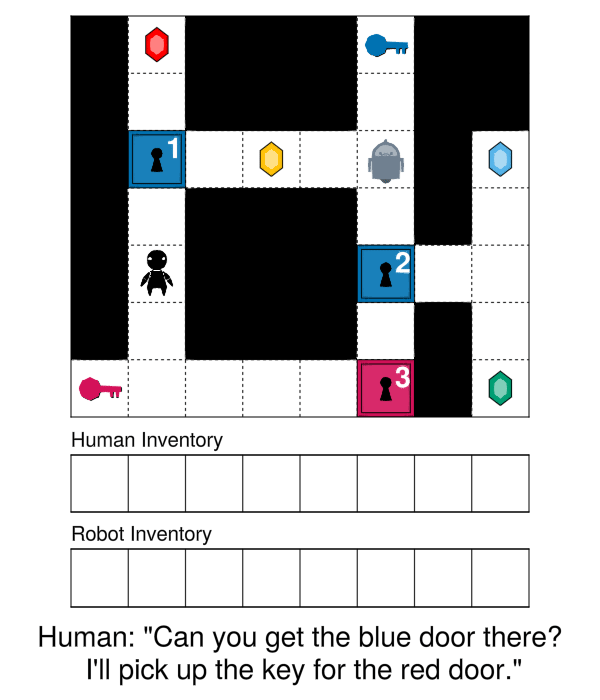 1
2
3
Human Inventory
Robot Inventory
Human: "Can you get the blue door there?
I'll pick up the key for the red door."